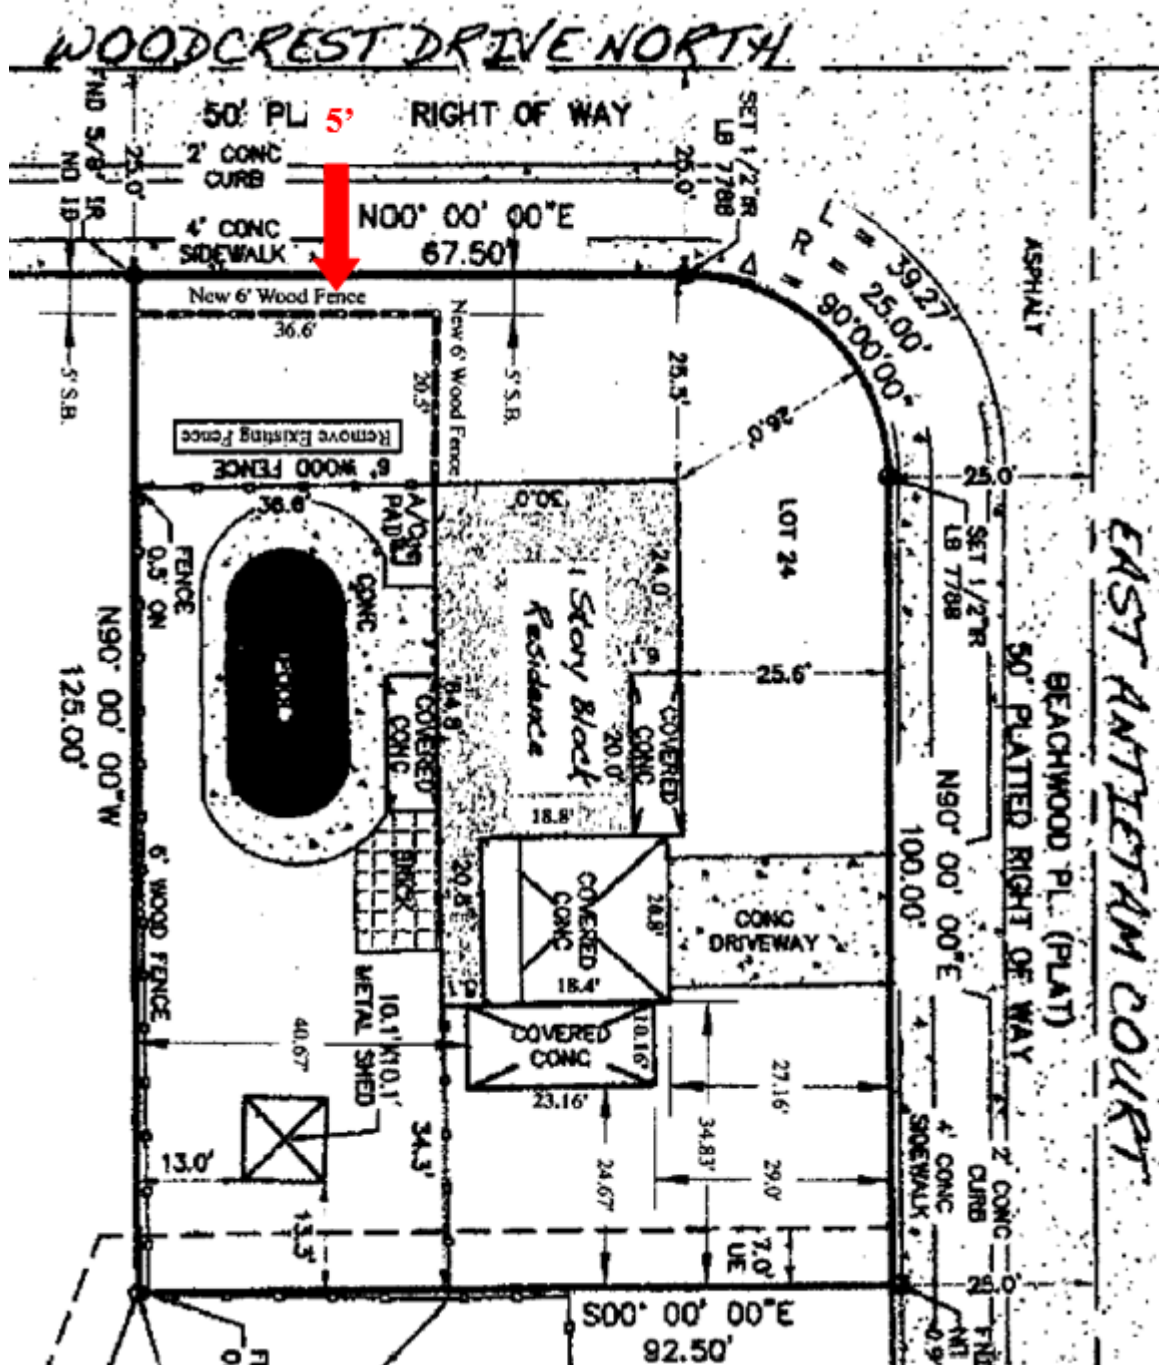 WOODCREST DRIVE NORTH
50' PL
5'
RIGHT OF WAY
FND 5/8" IR
NO ID
25.0'
2' CONC
CURB
4' CONC
SIDEWALK
N00° 00' 00"E
67.50'
25.0'
SET 1/2"IR
LB 7788
L = 39.27'
R = 25.00'
Δ = 90°00'00"
ASPHALT
New 6' Wood Fence
36.6'
New 6' Wood Fence
20.5'
5' S.B.
5' S.B.
25.3'
26.0'
Remove Existing Fence
6' WOOD FENCE
36.6'
A/C
PAD
30.0'
LOT 24
25.0'
SET 1/2"IR
LB 7788
FENCE
0.5' ON
CONC
POOL
1 Story Block
Residence
24.0'
25.6'
N90° 00' 00"W
125.00'
COVERED
CONC
20.0'
COVERED
CONC
18.8'
BRICK
20.8'
COVERED
CONC
28.8'
18.4'
CONC
DRIVEWAY
N90° 00' 00"E
100.00'
50' PLATTED RIGHT OF WAY
BEACHWOOD PL. (PLAT)
EAST ANTIETAM COURT
6' WOOD FENCE
10.1'X10.1'
METAL SHED
40.67'
COVERED
CONC
10.16'
23.16'
27.16'
34.83'
24.67'
29.0'
34.3'
13.0'
13.3'
4' CONC
SIDEWALK
2' CONC
CURB
7.0'
UE
25.0'
S00° 00' 00"E
92.50'